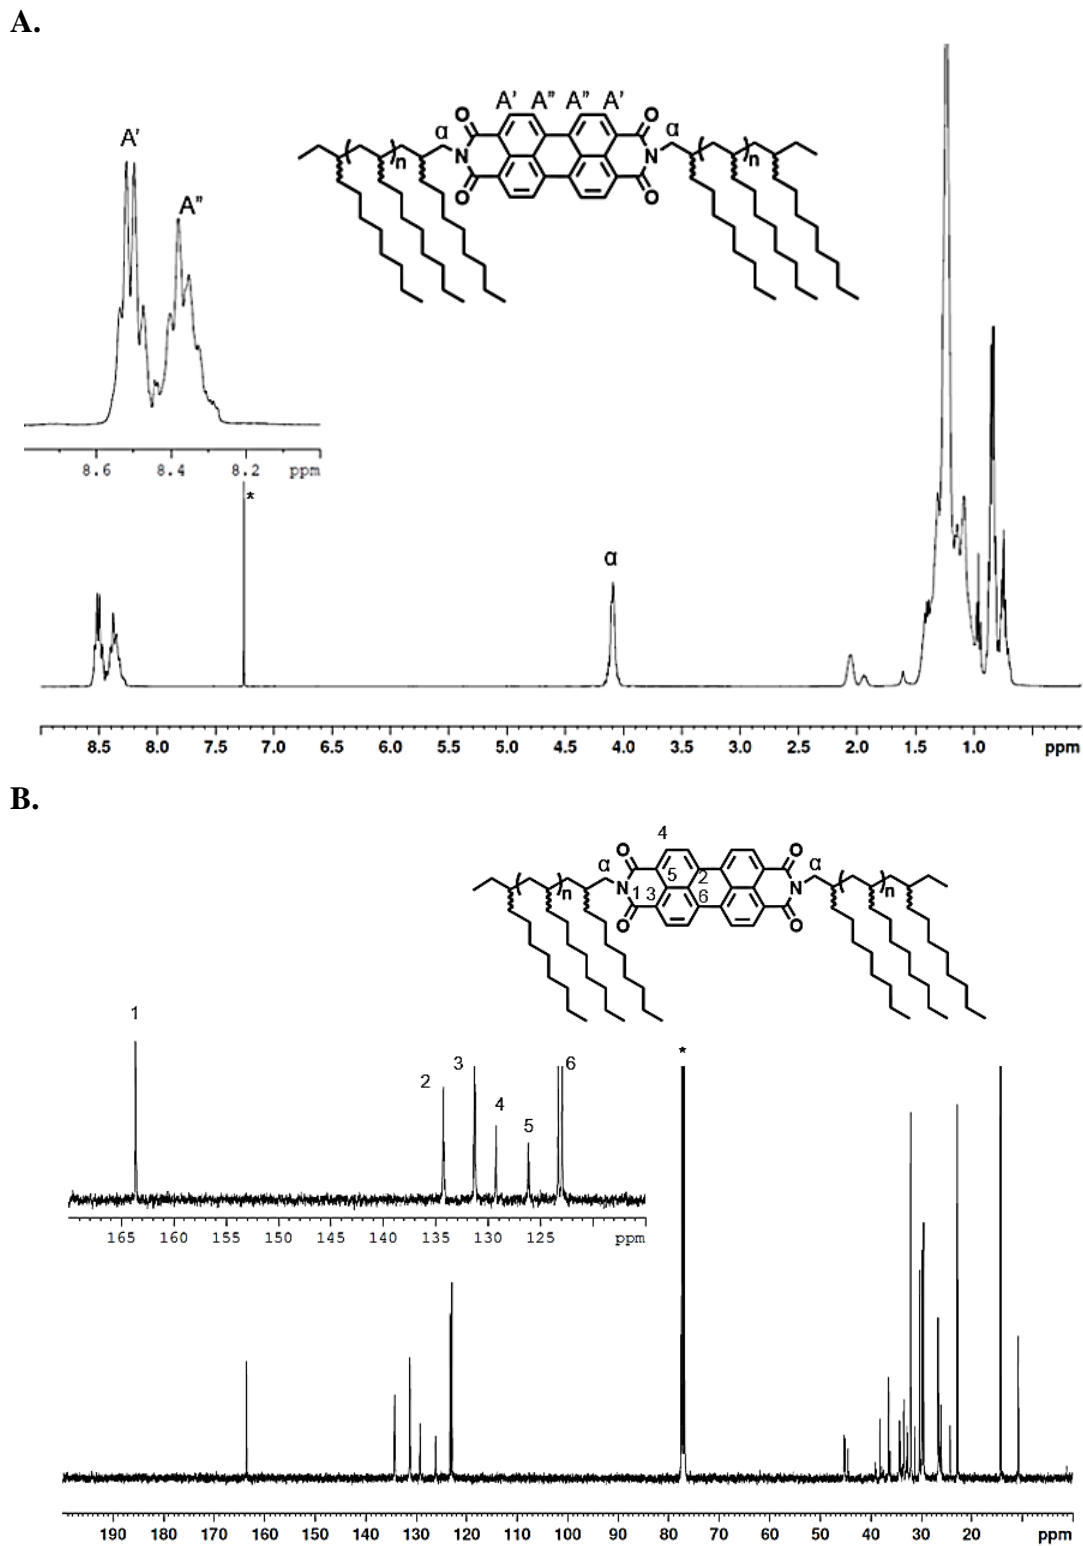 A.
A' A" A" A'
O O
α α
N N
n n
O O
A'
A"
8.6 8.4 8.2 ppm
*
α
8.5 8.0 7.5 7.0 6.5 6.0 5.5 5.0 4.5 4.0 3.5 3.0 2.5 2.0 1.5 1.0 ppm
B.
4
O O
α α
5 2
n N 1 3 N n
6
O O
1
*
3 6
2
4
5
165 160 155 150 145 140 135 130 125 ppm
190 180 170 160 150 140 130 120 110 100 90 80 70 60 50 40 30 20 ppm